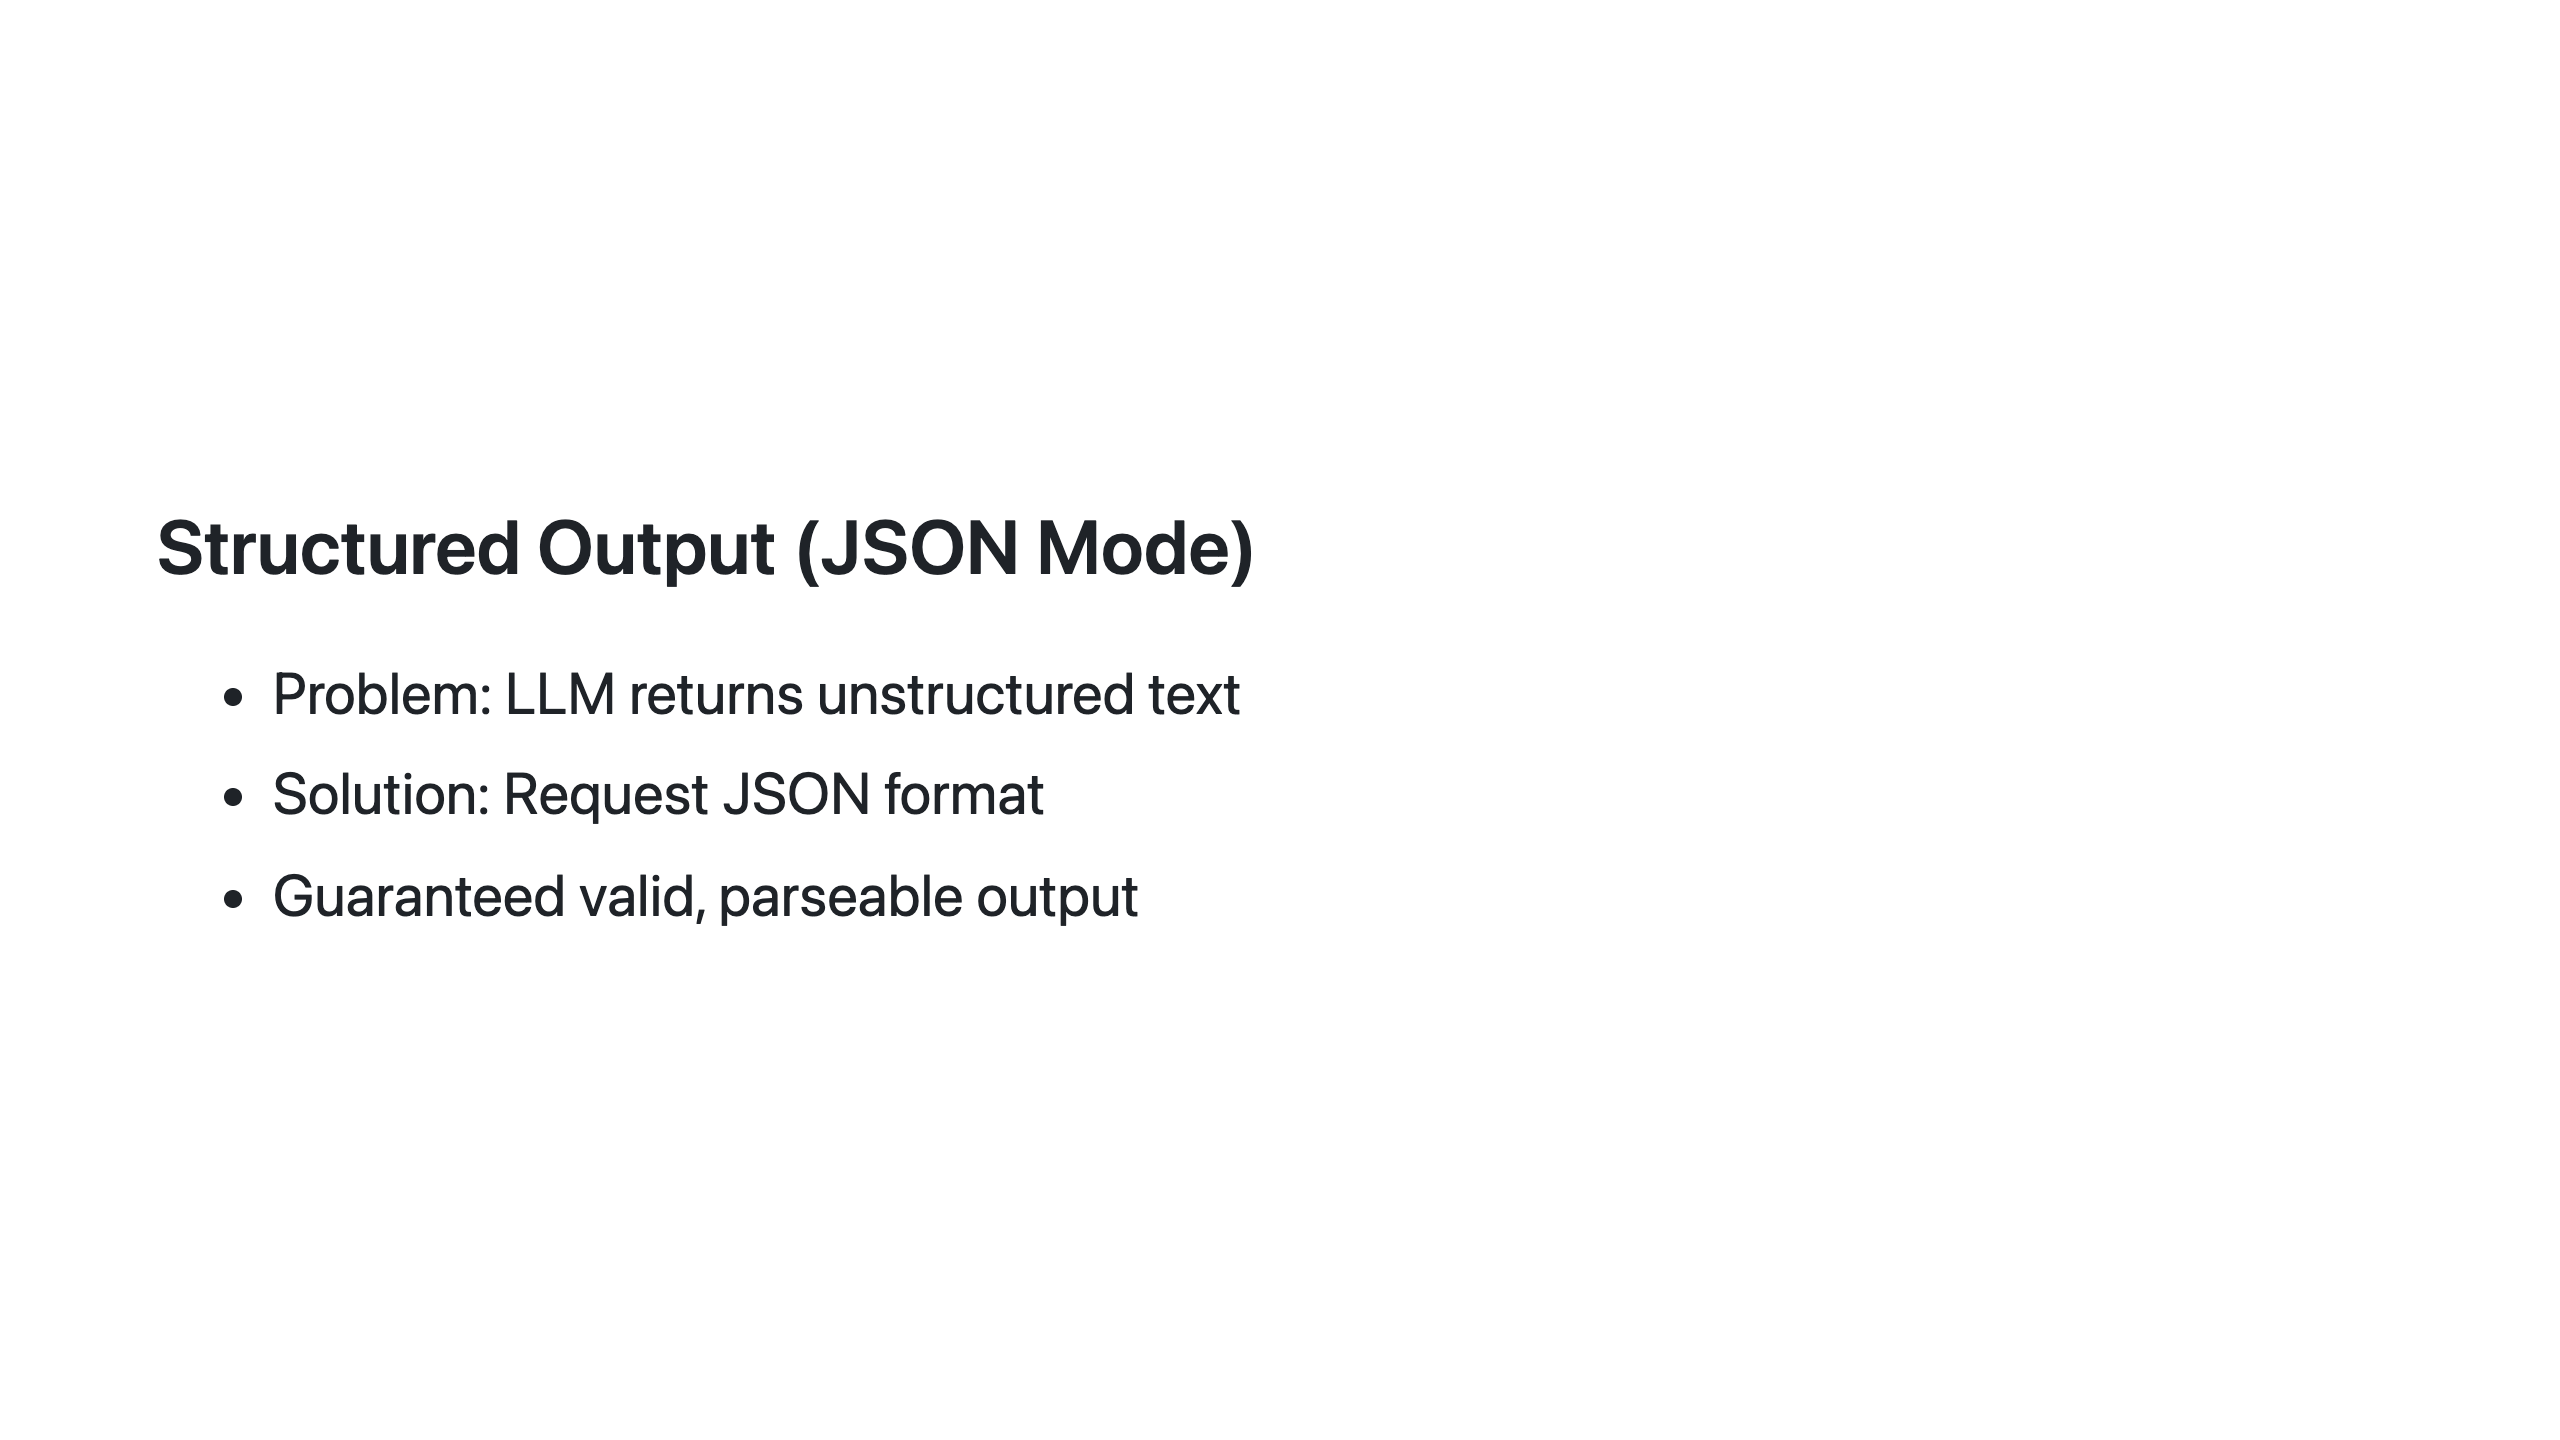 Structured Output (JSON Mode)
• Problem: LLM returns unstructured text
• Solution: Request JSON format
• Guaranteed valid, parseable output